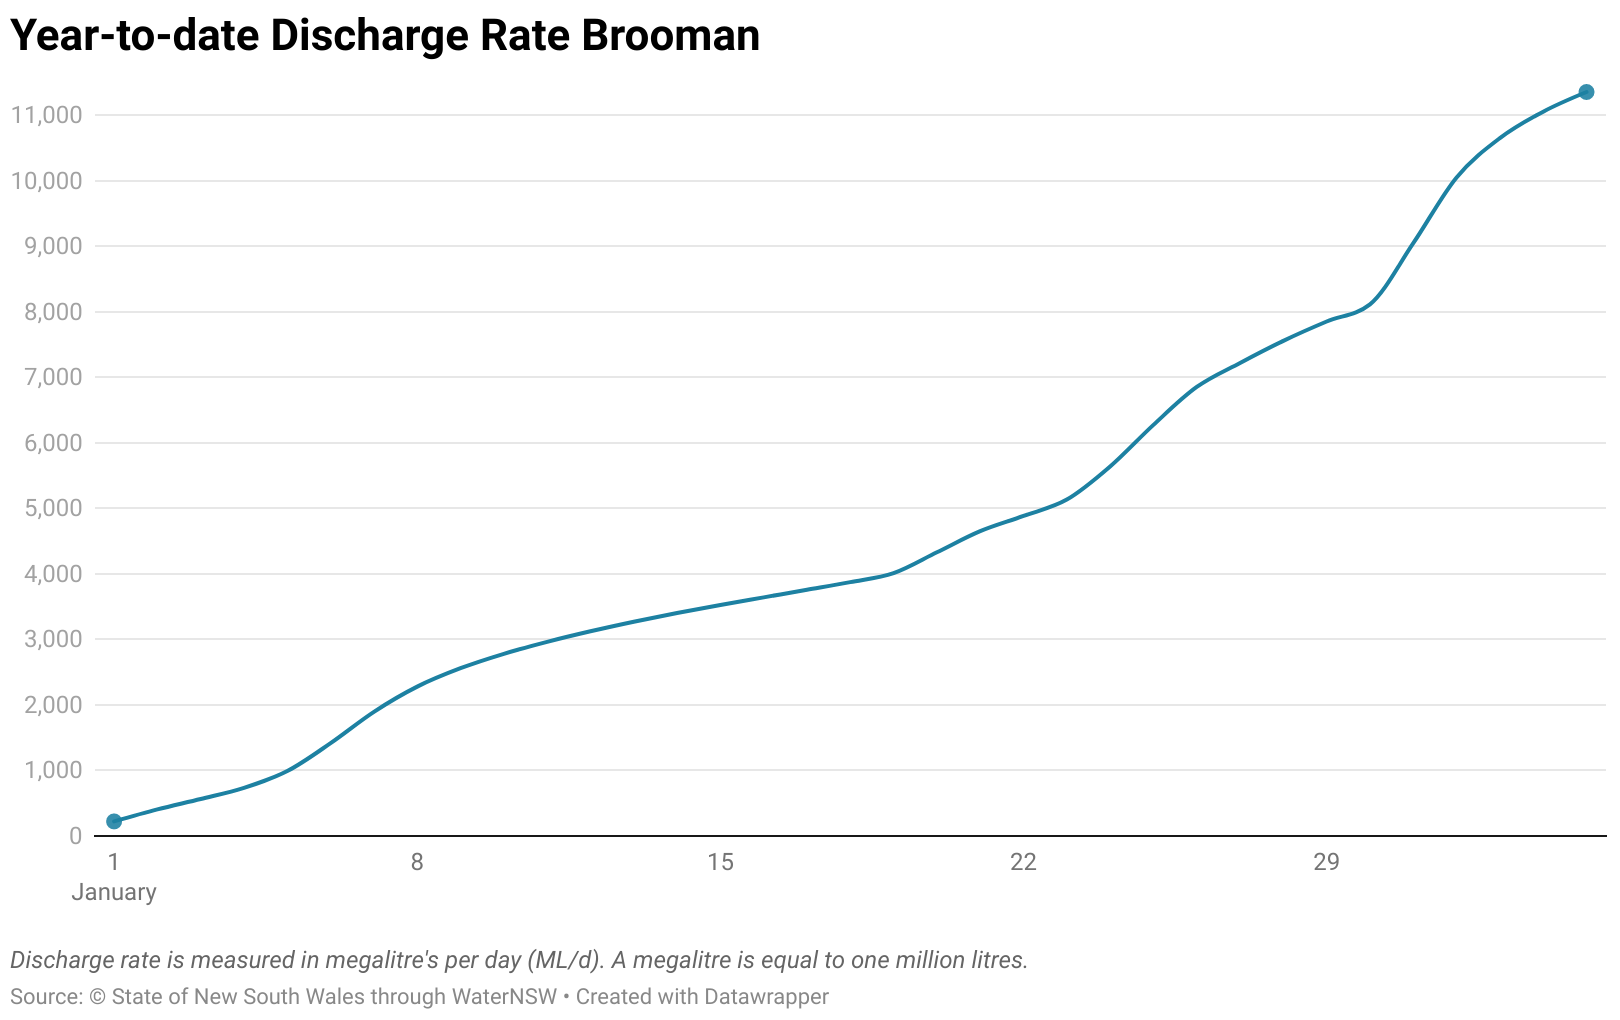 Year-to-date Discharge Rate Brooman
11,000
10,000
9,000
8,000
7,000
6,000
5,000
4,000
3,000
2,000
1,000
0
1 8 15 22 29
January
Discharge rate is measured in megalitre's per day (ML/d). A megalitre is equal to one million litres.
Source: © State of New South Wales through WaterNSW • Created with Datawrapper